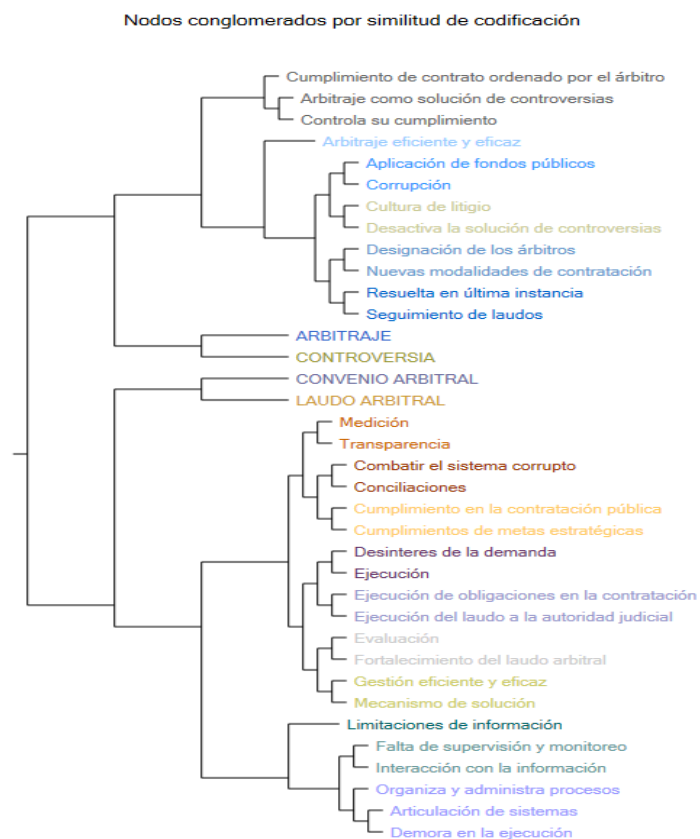 Nodos conglomerados por similitud de codificación
Cumplimiento de contrato ordenado por el árbitro
Arbitraje como solución de controversias
Controla su cumplimiento
Arbitraje eficiente y eficaz
Aplicación de fondos públicos
Corrupción
Cultura de litigio
Desactiva la solución de controversias
Designación de los árbitros
Nuevas modalidades de contratación
Resuelta en última instancia
Seguimiento de laudos
ARBITRAJE
CONTROVERSIA
CONVENIO ARBITRAL
LAUDO ARBITRAL
Medición
Transparencia
Combatir el sistema corrupto
Conciliaciones
Cumplimiento en la contratación pública
Cumplimientos de metas estratégicas
Desinteres de la demanda
Ejecución
Ejecución de obligaciones en la contratación
Ejecución del laudo a la autoridad judicial
Evaluación
Fortalecimiento del laudo arbitral
Gestión eficiente y eficaz
Mecanismo de solución
Limitaciones de información
Falta de supervisión y monitoreo
Interacción con la información
Organiza y administra procesos
Articulación de sistemas
Demora en la ejecución